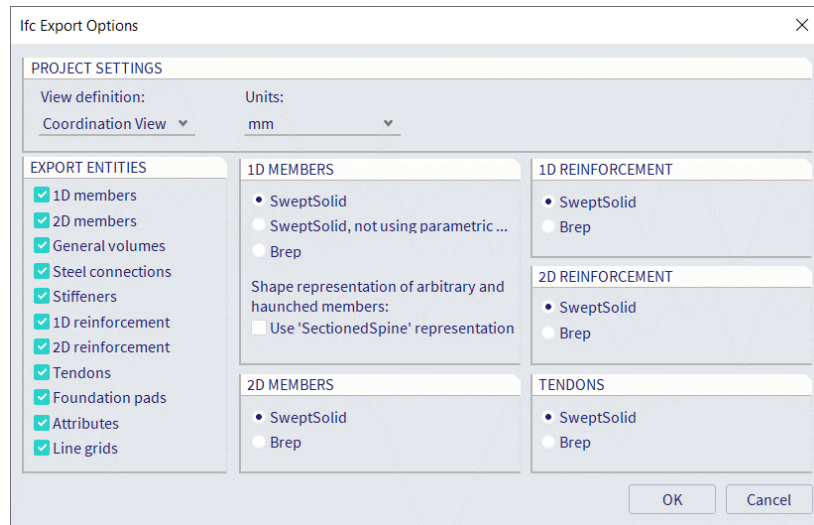 Ifc Export Options
PROJECT SETTINGS
View definition:
Units:
Coordination View
mm
EXPORT ENTITIES
1D members
2D members
General volumes
Steel connections
Stiffeners
1D reinforcement
2D reinforcement
Tendons
Foundation pads
Attributes
Line grids
1D MEMBERS
SweptSolid
SweptSolid, not using parametric ...
Brep
Shape representation of arbitrary and
haunched members:
Use 'SectionedSpine' representation
2D MEMBERS
SweptSolid
Brep
1D REINFORCEMENT
SweptSolid
Brep
2D REINFORCEMENT
SweptSolid
Brep
TENDONS
SweptSolid
Brep
OK
Cancel